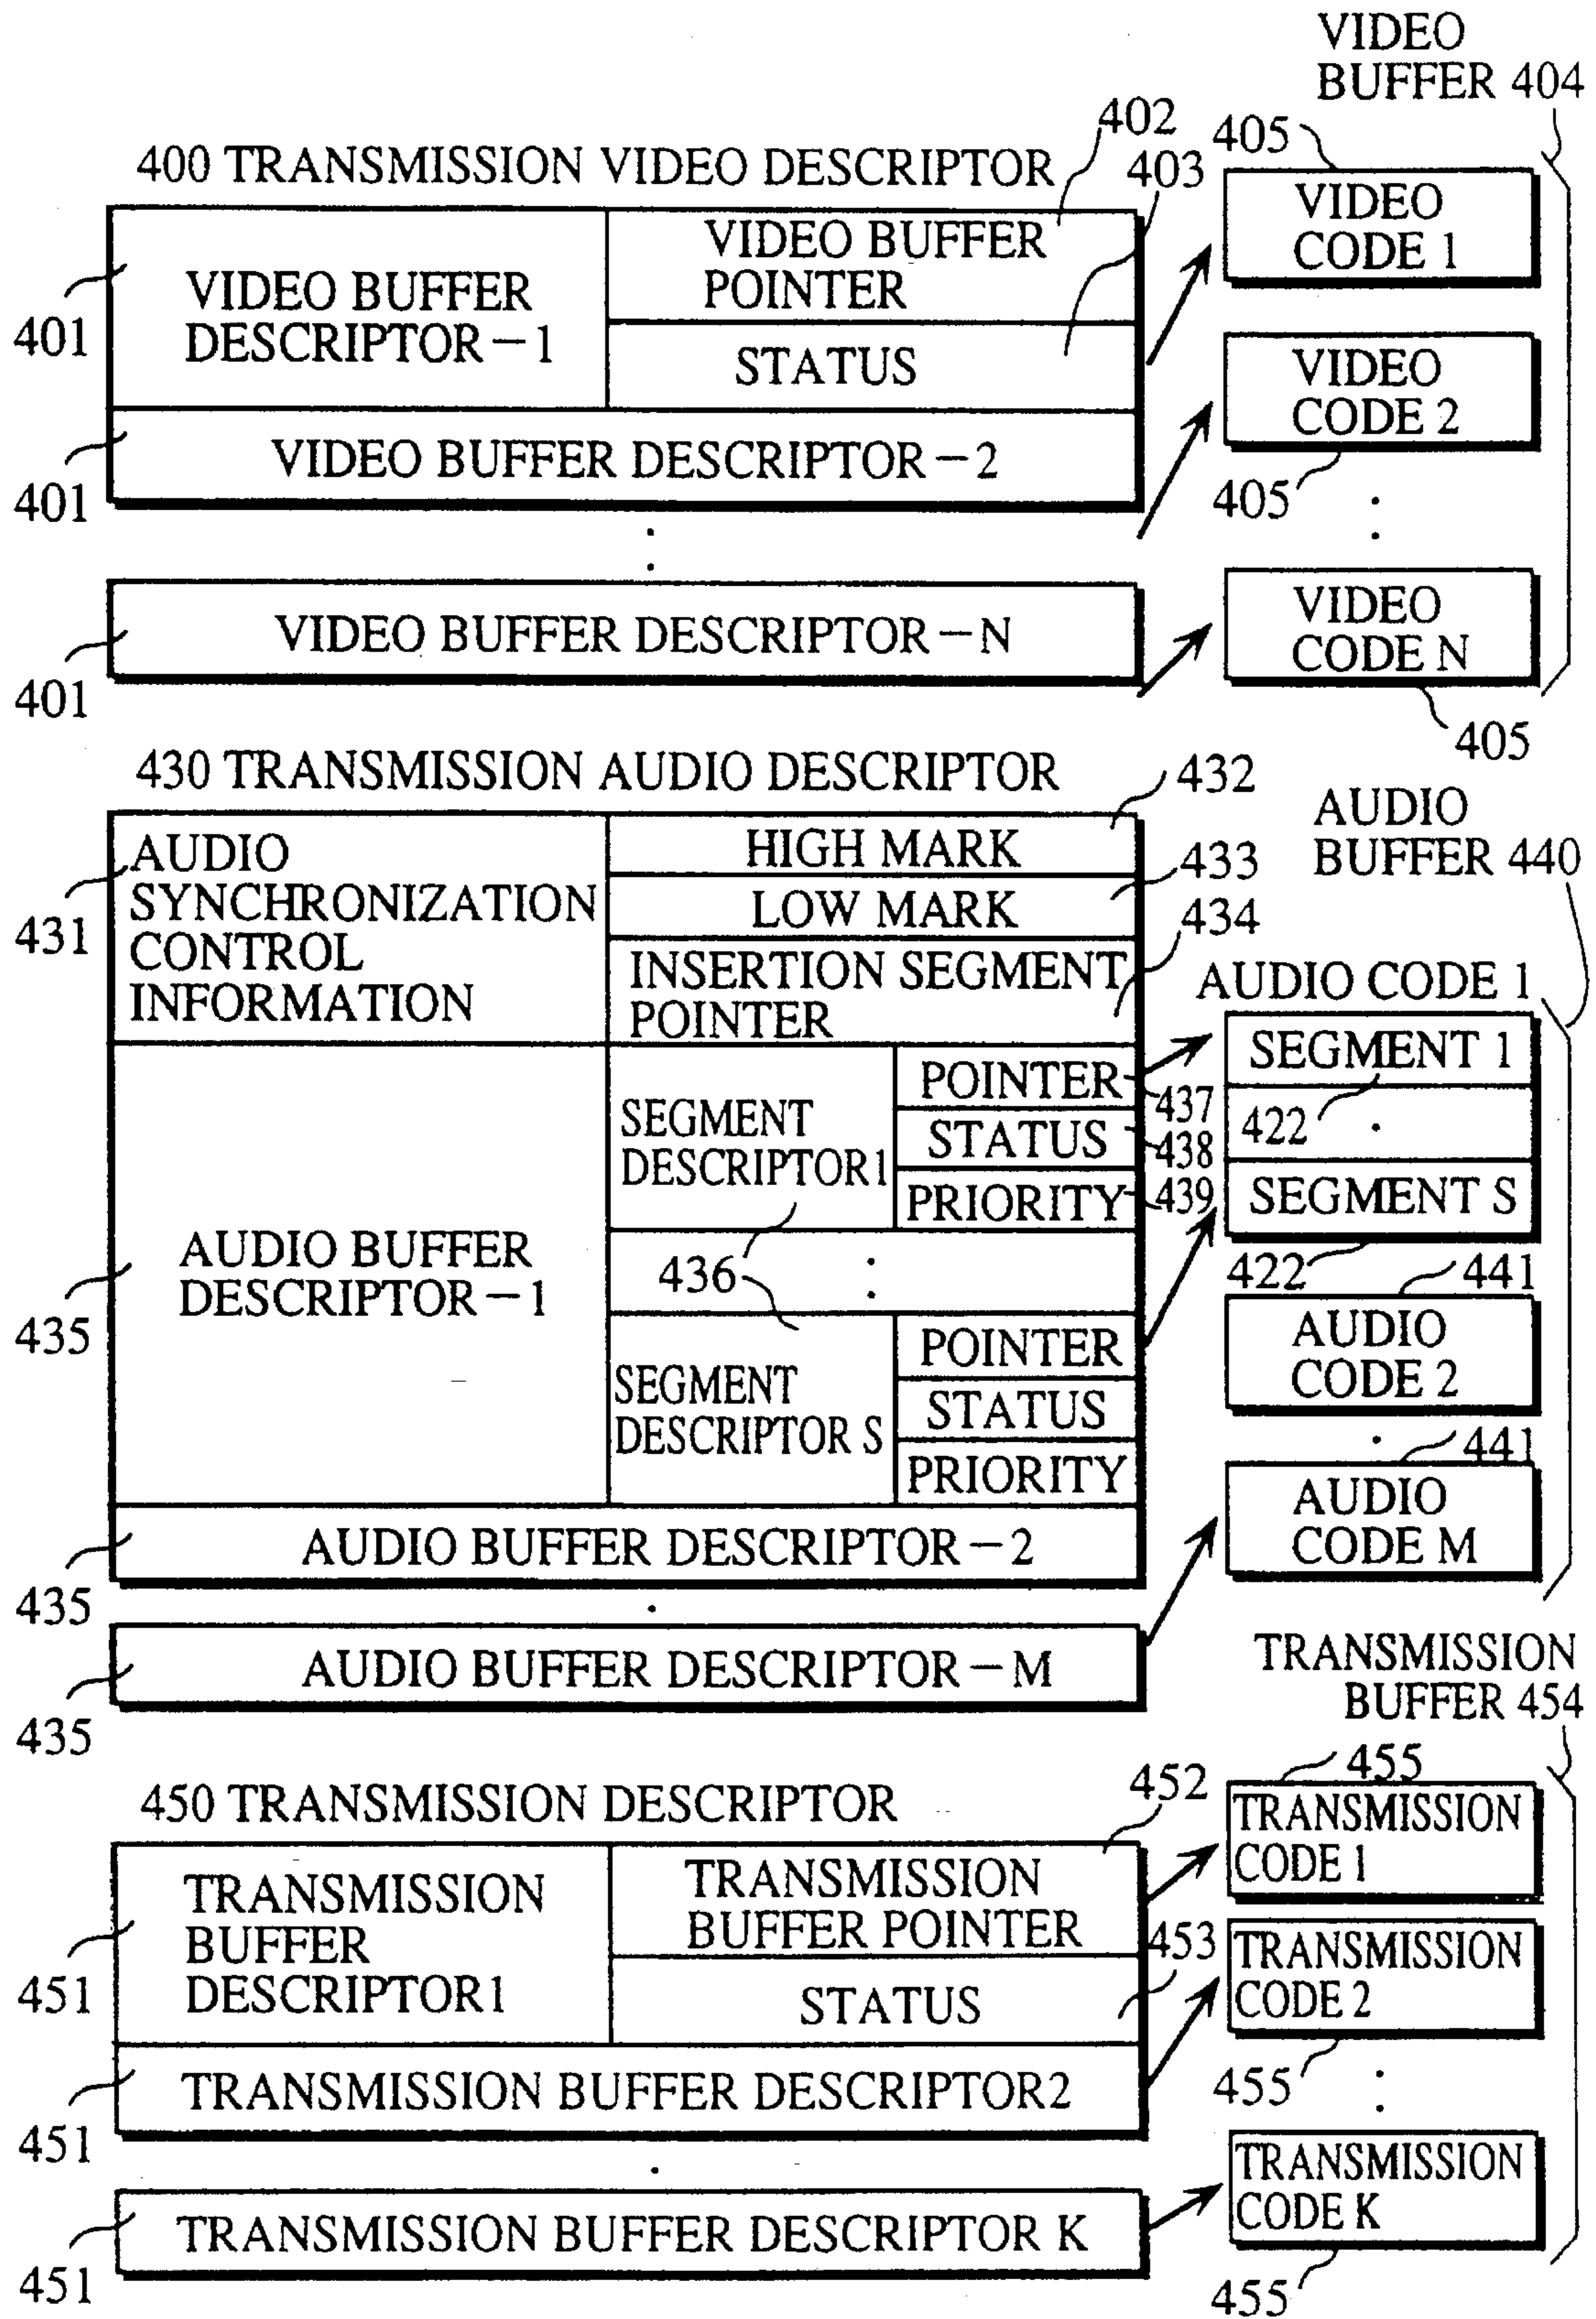 VIDEO
BUFFER 404
402
405
400 TRANSMISSION VIDEO DESCRIPTOR
403
VIDEO
CODE 1
VIDEO BUFFER
POINTER
VIDEO BUFFER
DESCRIPTOR-1
401
STATUS
VIDEO
CODE 2
VIDEO BUFFER DESCRIPTOR-2
401
405
.
.
.
.
VIDEO BUFFER DESCRIPTOR-N
401
VIDEO
CODE N
405
430 TRANSMISSION AUDIO DESCRIPTOR
432
AUDIO
BUFFER 440
AUDIO
SYNCHRONIZATION
CONTROL
INFORMATION
431
HIGH MARK
433
LOW MARK
434
INSERTION SEGMENT
POINTER
AUDIO CODE 1
SEGMENT 1
422
.
SEGMENT S
422
AUDIO BUFFER
DESCRIPTOR-1
435
SEGMENT
DESCRIPTOR1
POINTER
437
STATUS
438
PRIORITY
439
436
:
SEGMENT
DESCRIPTOR S
POINTER
STATUS
PRIORITY
441
AUDIO
CODE 2
.
441
AUDIO
CODE M
AUDIO BUFFER DESCRIPTOR-2
435
.
AUDIO BUFFER DESCRIPTOR-M
435
TRANSMISSION
BUFFER 454
450 TRANSMISSION DESCRIPTOR
452
455
TRANSMISSION
CODE 1
TRANSMISSION
BUFFER
DESCRIPTOR1
451
TRANSMISSION
BUFFER POINTER
453
STATUS
TRANSMISSION
CODE 2
455
TRANSMISSION BUFFER DESCRIPTOR2
451
.
:
TRANSMISSION BUFFER DESCRIPTOR K
451
TRANSMISSION
CODE K
455